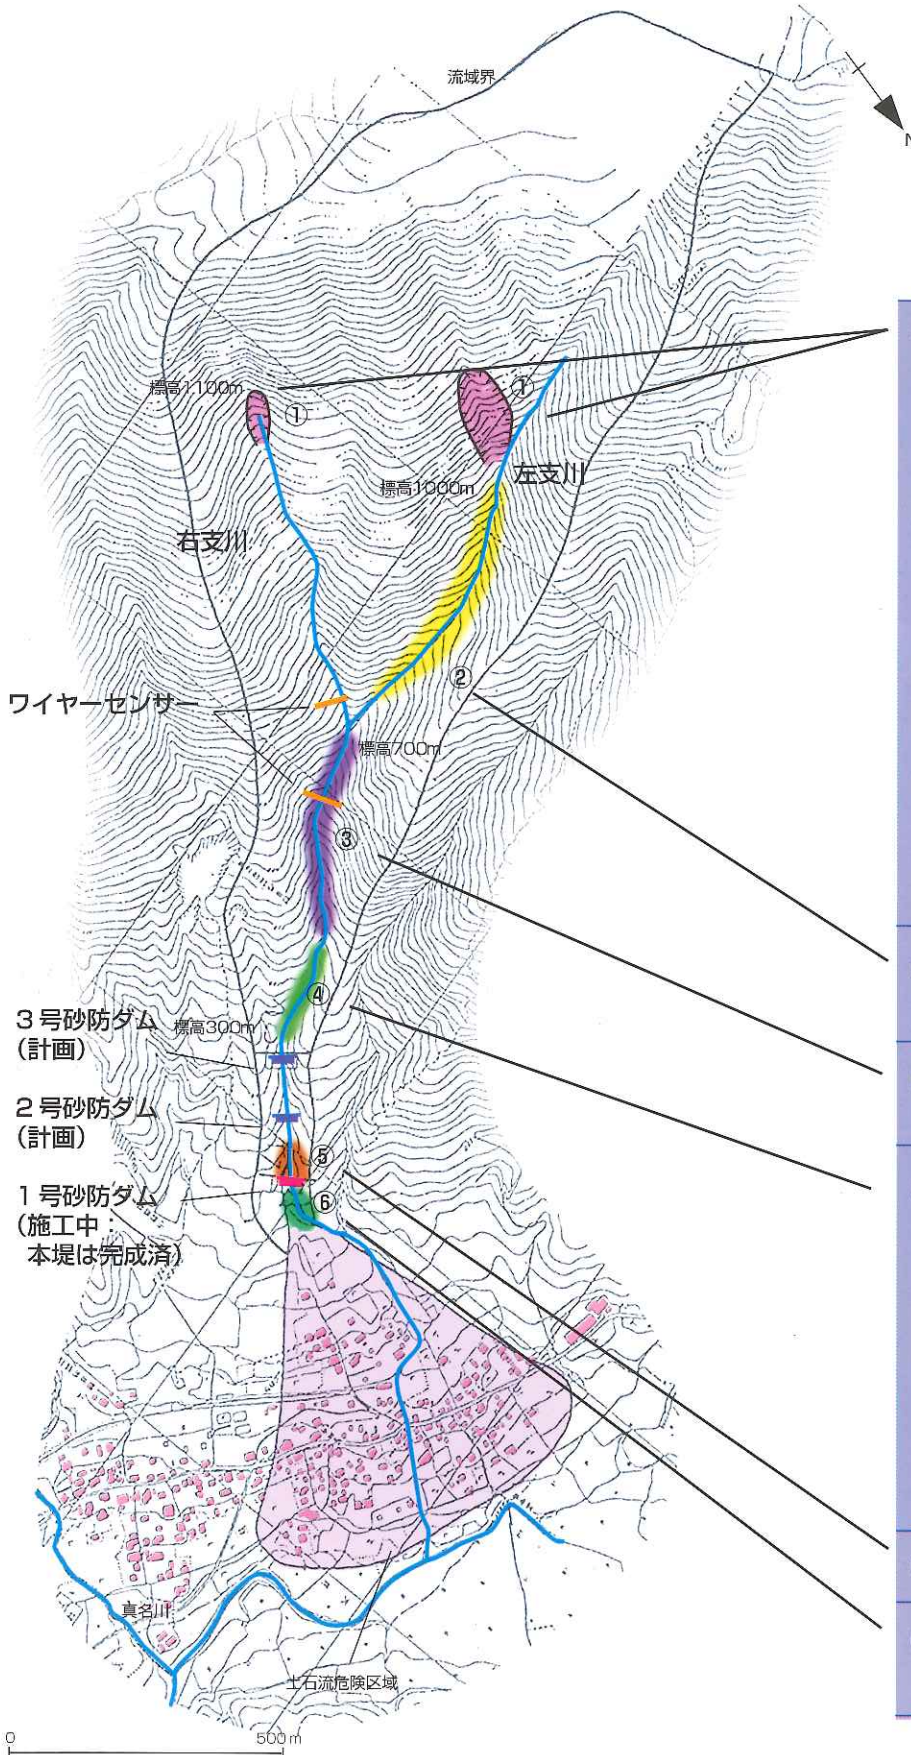 流域界
N
標高1100m
①
①
標高1000m
左支川
右支川
②
ワイヤーセンサー
標高700m
③
④
3号砂防ダム
(計画)
標高300m
2号砂防ダム
(計画)
⑤
1号砂防ダム
(施工中:
本堤は完成済)
⑥
真名川
土石流危険区域
0
500m